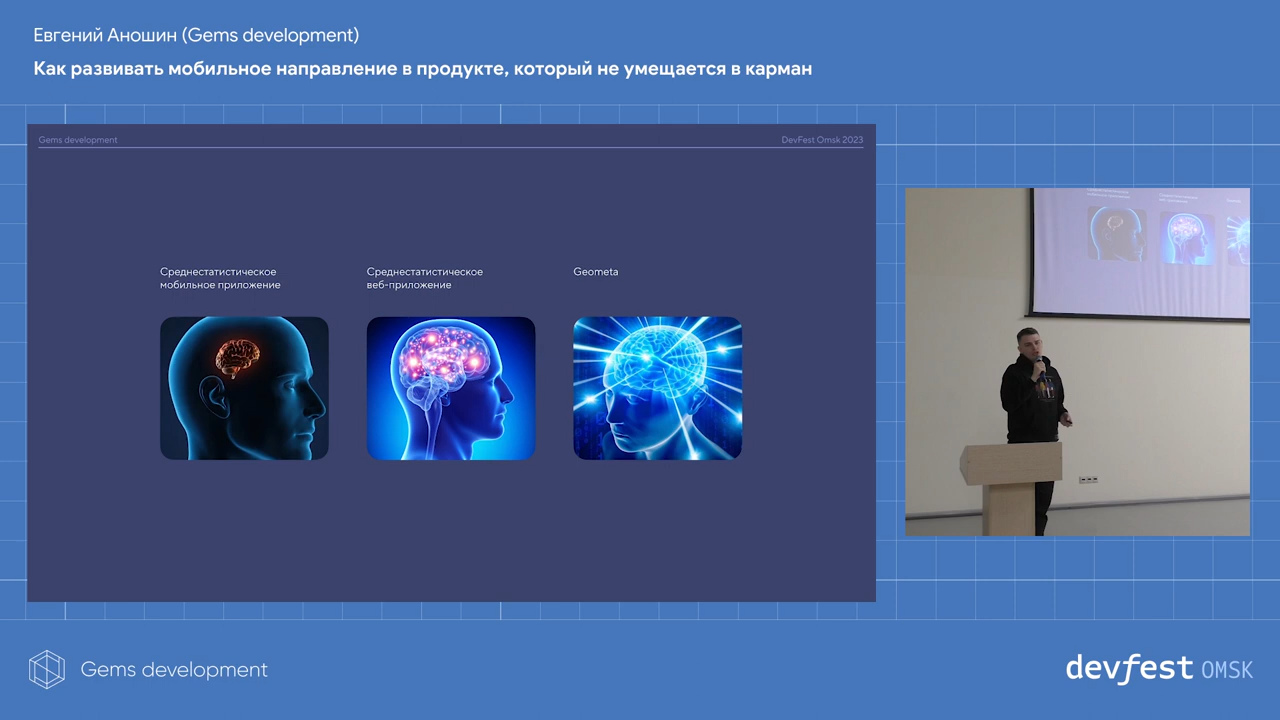 Евгений Аношин (Gems development)
Как развивать мобильное направление в продукте, который не умещается в карман
Gems development
DevFest Omsk 2023
Среднестатистическое
мобильное приложение
Среднестатистическое
веб-приложение
Geometa
Gems development
devfest OMSK